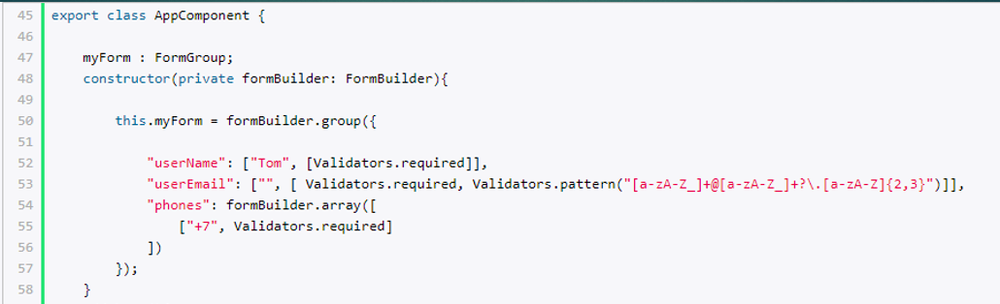 45 export class AppComponent {
46
47 myForm : FormGroup;
48 constructor(private formBuilder: FormBuilder){
49
50 this.myForm = formBuilder.group({
51
52 "userName": ["Tom", [Validators.required]],
53 "userEmail": ["", [ Validators.required, Validators.pattern("[a-zA-Z_]+@[a-zA-Z_]+?\.[a-zA-Z]{2,3}")]],
54 "phones": formBuilder.array([
55 ["+7", Validators.required]
56 ])
57 });
58 }